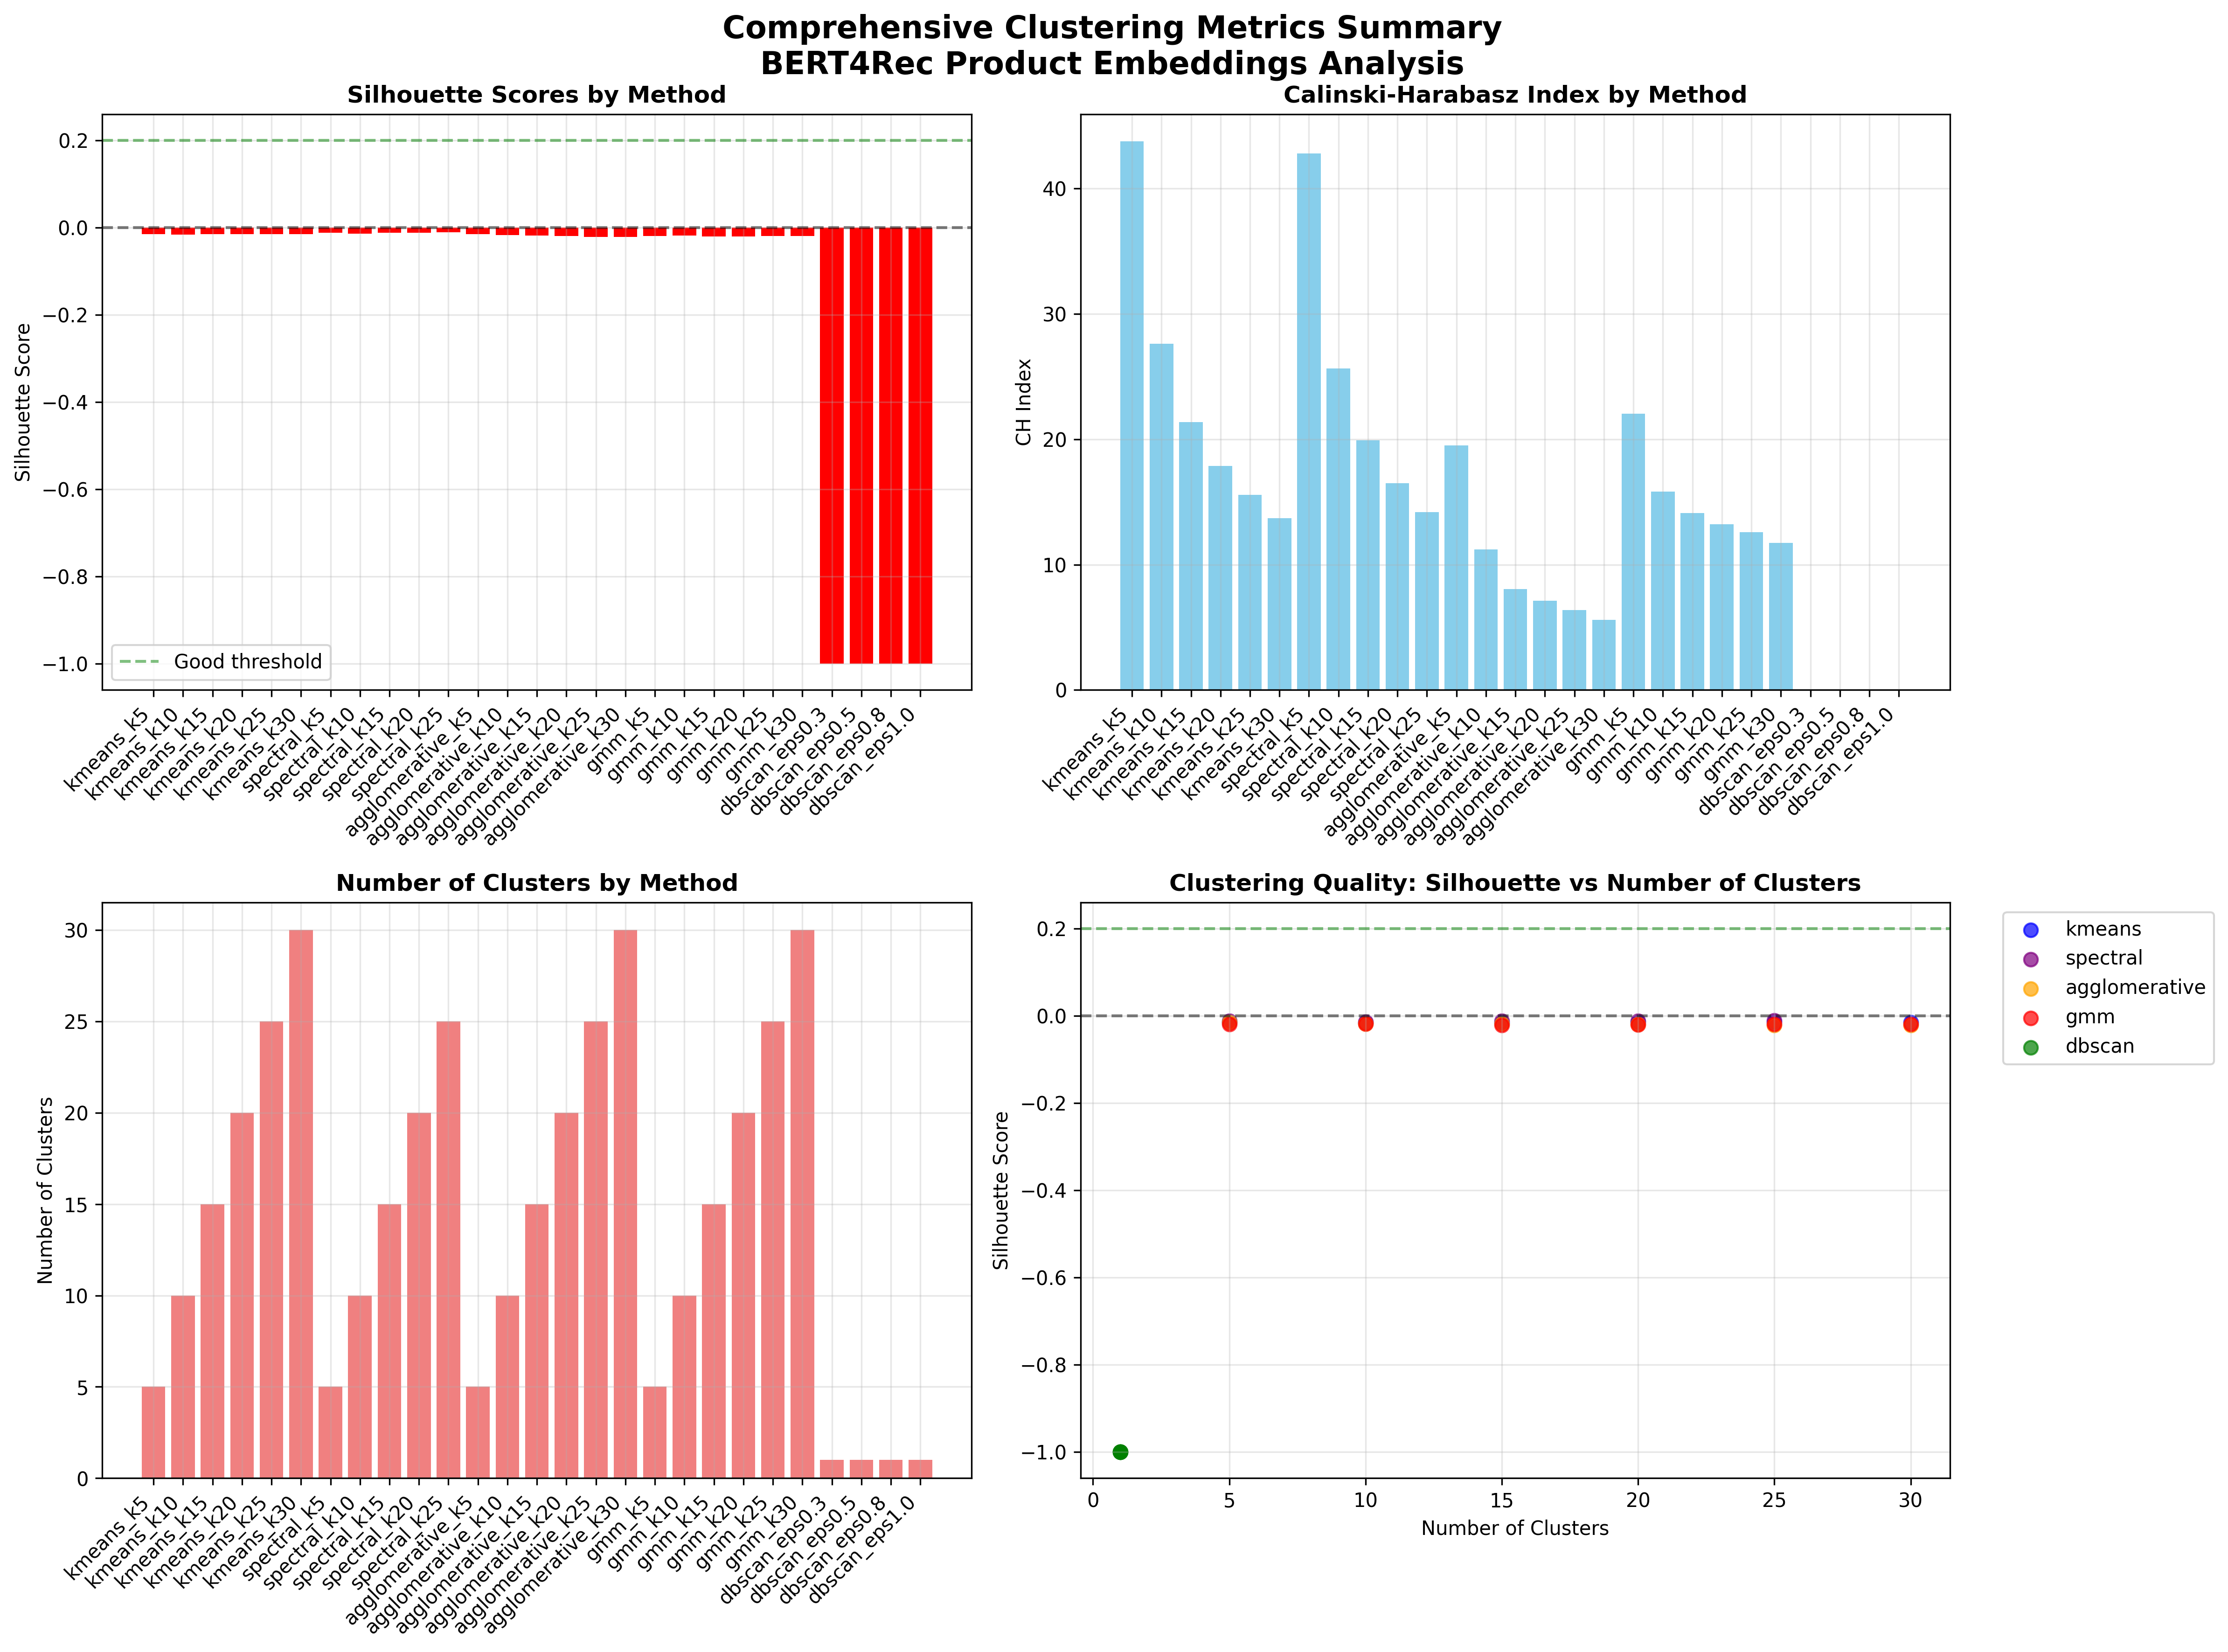 Comprehensive Clustering Metrics Summary
BERT4Rec Product Embeddings Analysis
Silhouette Scores by Method
Silhouette Score
0.2
0.0
−0.2
−0.4
−0.6
−0.8
−1.0
Good threshold
kmeans_k5
kmeans_k10
kmeans_k15
kmeans_k20
kmeans_k25
kmeans_k30
spectral_k5
spectral_k10
spectral_k15
spectral_k20
spectral_k25
agglomerative_k5
agglomerative_k10
agglomerative_k15
agglomerative_k20
agglomerative_k25
agglomerative_k30
gmm_k5
gmm_k10
gmm_k15
gmm_k20
gmm_k25
gmm_k30
dbscan_eps0.3
dbscan_eps0.5
dbscan_eps0.8
dbscan_eps1.0
Calinski-Harabasz Index by Method
CH Index
40
30
20
10
0
kmeans_k5
kmeans_k10
kmeans_k15
kmeans_k20
kmeans_k25
kmeans_k30
spectral_k5
spectral_k10
spectral_k15
spectral_k20
spectral_k25
agglomerative_k5
agglomerative_k10
agglomerative_k15
agglomerative_k20
agglomerative_k25
agglomerative_k30
gmm_k5
gmm_k10
gmm_k15
gmm_k20
gmm_k25
gmm_k30
dbscan_eps0.3
dbscan_eps0.5
dbscan_eps0.8
dbscan_eps1.0
Number of Clusters by Method
Number of Clusters
30
25
20
15
10
5
0
kmeans_k5
kmeans_k10
kmeans_k15
kmeans_k20
kmeans_k25
kmeans_k30
spectral_k5
spectral_k10
spectral_k15
spectral_k20
spectral_k25
agglomerative_k5
agglomerative_k10
agglomerative_k15
agglomerative_k20
agglomerative_k25
agglomerative_k30
gmm_k5
gmm_k10
gmm_k15
gmm_k20
gmm_k25
gmm_k30
dbscan_eps0.3
dbscan_eps0.5
dbscan_eps0.8
dbscan_eps1.0
Clustering Quality: Silhouette vs Number of Clusters
Silhouette Score
0.2
0.0
−0.2
−0.4
−0.6
−0.8
−1.0
0 5 10 15 20 25 30
Number of Clusters
kmeans
spectral
agglomerative
gmm
dbscan